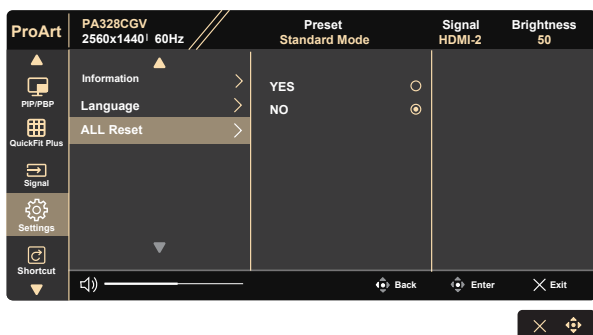 ProArt
PA328CGV
2560x1440 60Hz
Preset
Standard Mode
Signal
HDMI-2
Brightness
50
PIP/PBP
QuickFit Plus
Signal
Settings
Shortcut
Information
Language
ALL Reset
YES
NO
Back
Enter
Exit